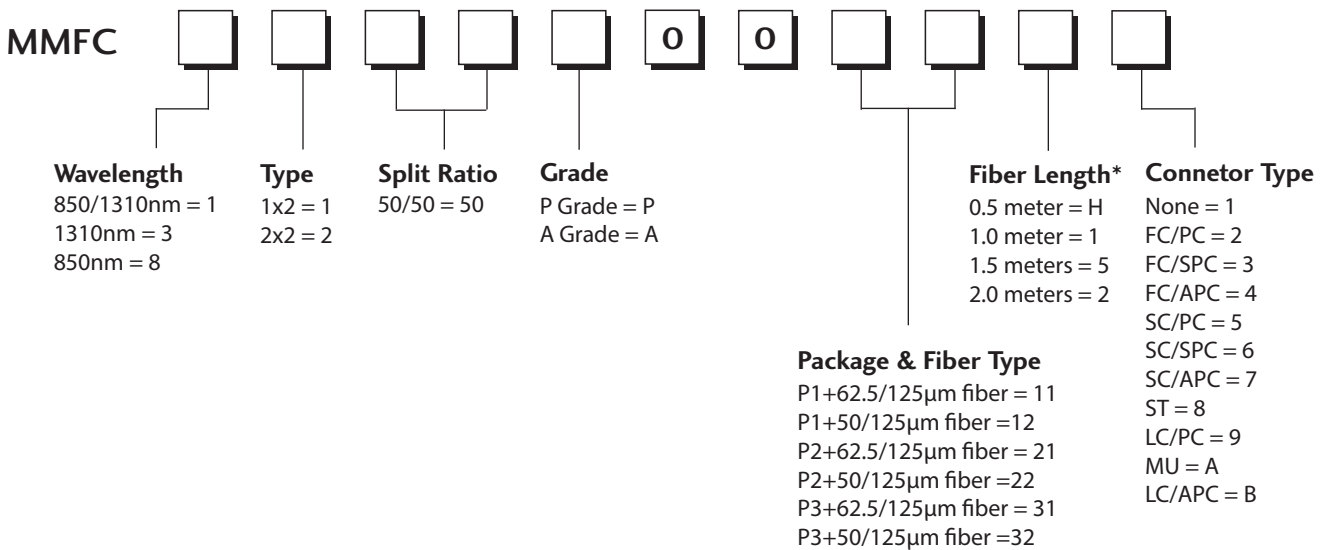 MMFC 0 0
Wavelength
850/1310nm = 1
1310nm = 3
850nm = 8
Type
1x2 = 1
2x2 = 2
Split Ratio
50/50 = 50
Grade
P Grade = P
A Grade = A
Package & Fiber Type
P1+62.5/125µm fiber = 11
P1+50/125µm fiber =12
P2+62.5/125µm fiber = 21
P2+50/125µm fiber =22
P3+62.5/125µm fiber = 31
P3+50/125µm fiber =32
Fiber Length*
0.5 meter = H
1.0 meter = 1
1.5 meters = 5
2.0 meters = 2
Connetor Type
None = 1
FC/PC = 2
FC/SPC = 3
FC/APC = 4
SC/PC = 5
SC/SPC = 6
SC/APC = 7
ST = 8
LC/PC = 9
MU = A
LC/APC = B